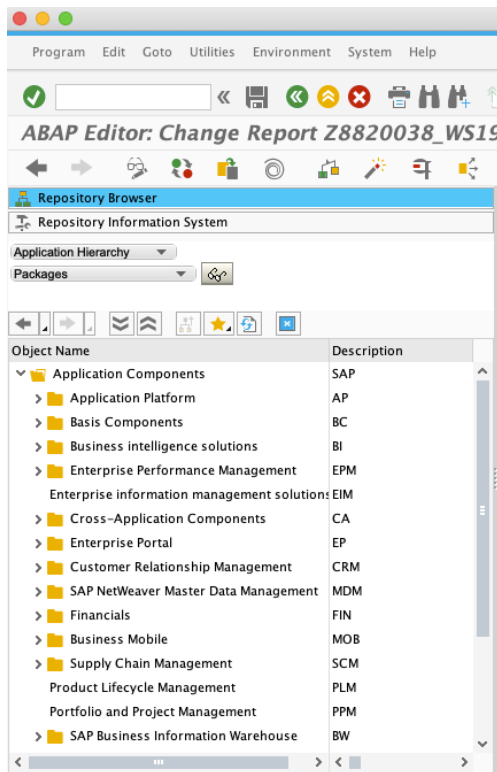 Program Edit Goto Utilities Environment System Help
ABAP Editor: Change Report Z8820038_WS19
Repository Browser
Repository Information System
Application Hierarchy
Packages
Object Name Description
Application Components SAP
Application Platform AP
Basis Components BC
Business intelligence solutions BI
Enterprise Performance Management EPM
Enterprise information management solutions EIM
Cross-Application Components CA
Enterprise Portal EP
Customer Relationship Management CRM
SAP NetWeaver Master Data Management MDM
Financials FIN
Business Mobile MOB
Supply Chain Management SCM
Product Lifecycle Management PLM
Portfolio and Project Management PPM
SAP Business Information Warehouse BW